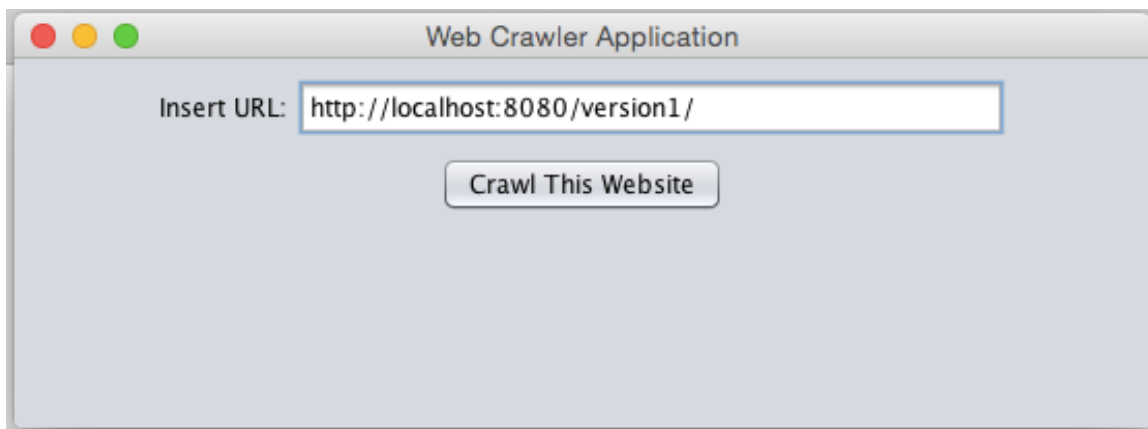 Web Crawler Application
Insert URL: http://localhost:8080/version1/
Crawl This Website